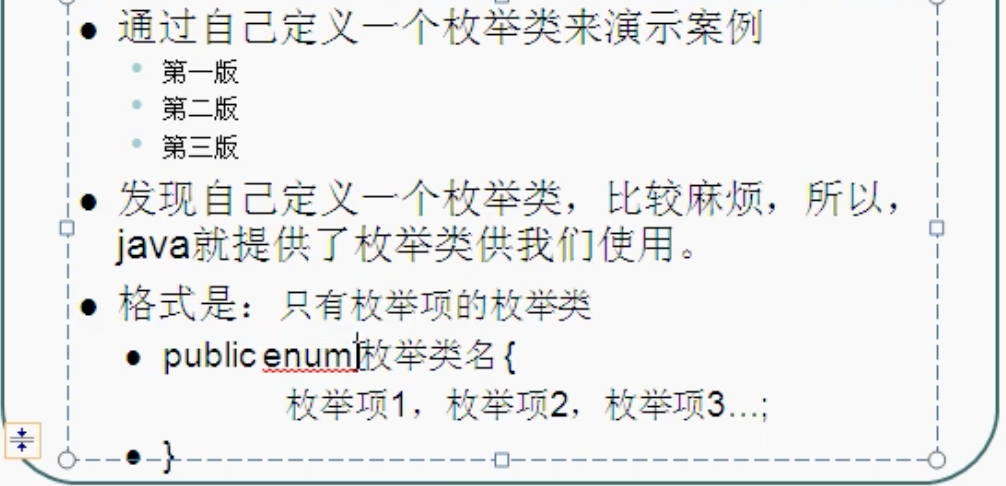 通过自己定义一个枚举类来演示案例
第一版
第二版
第三版
发现自己定义一个枚举类，比较麻烦，所以，
java就提供了枚举类供我们使用。
格式是：只有枚举项的枚举类
public enum 枚举类名{
枚举项1，枚举项2，枚举项3…;
}